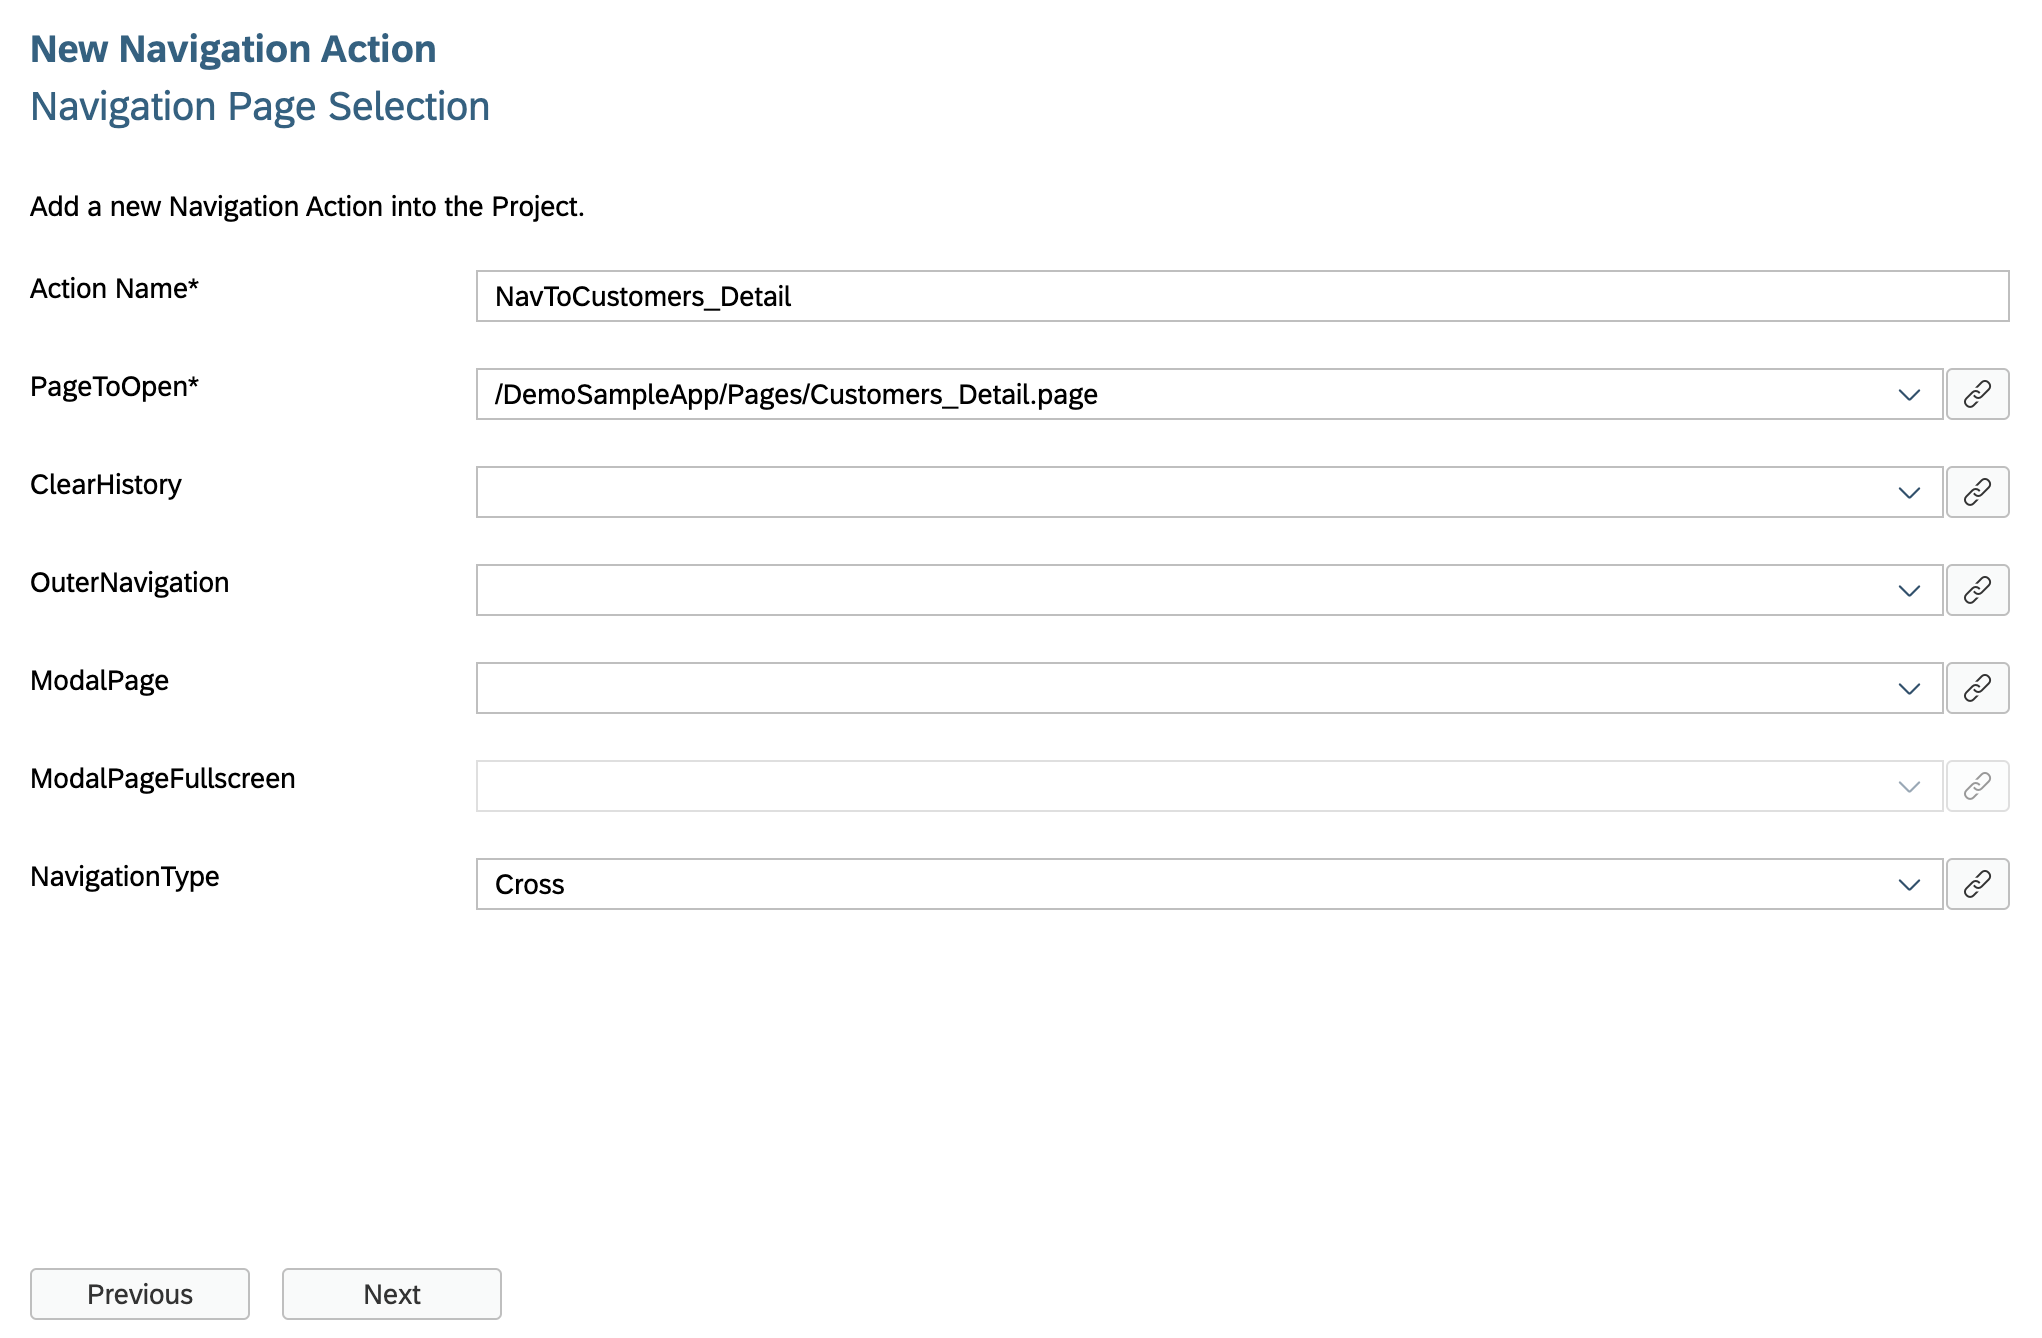 New Navigation Action
Navigation Page Selection
Add a new Navigation Action into the Project.
Action Name*
NavToCustomers_Detail
PageToOpen*
/DemoSampleApp/Pages/Customers_Detail.page
ClearHistory
OuterNavigation
ModalPage
ModalPageFullscreen
NavigationType
Cross
Previous
Next